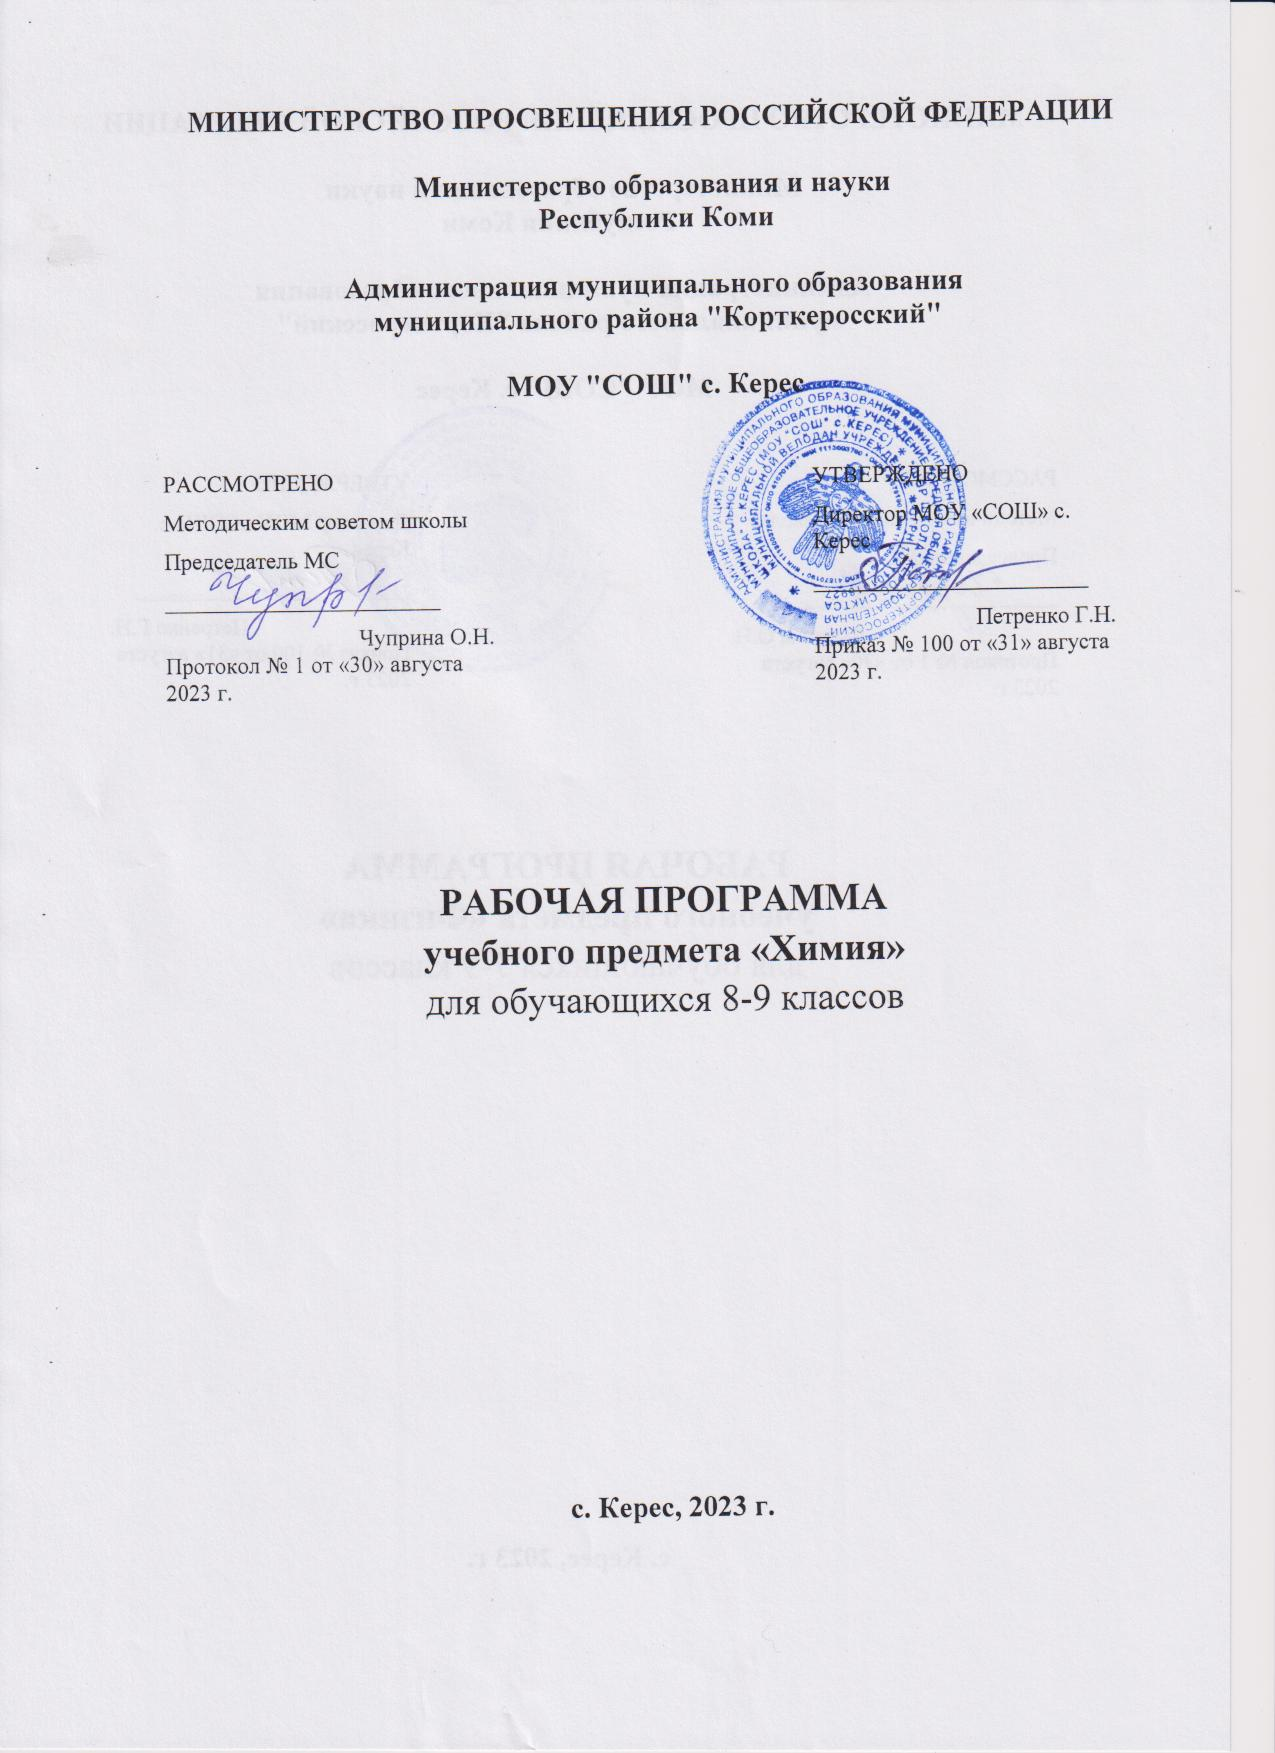 МИНИСТЕРСТВО ПРОСВЕЩЕНИЯ РОССИЙСКОЙ ФЕДЕРАЦИИ
Министерство образования и науки
Республики Коми
Администрация муниципального образования
муниципального района "Корткеросский"
МОУ "СОШ" с. Керес
РАССМОТРЕНО
Методическим советом школы
Председатель МС
Чупр
Чуприна О.Н.
Протокол № 1 от «30» августа
2023 г.
УТВЕРЖДЕНО
Директор МОУ «СОШ» с.
Керес
Петренко Г.Н.
Приказ № 100 от «31» августа
2023 г.
РАБОЧАЯ ПРОГРАММА
учебного предмета «Химия»
для обучающихся 8-9 классов
с. Керес, 2023 г.